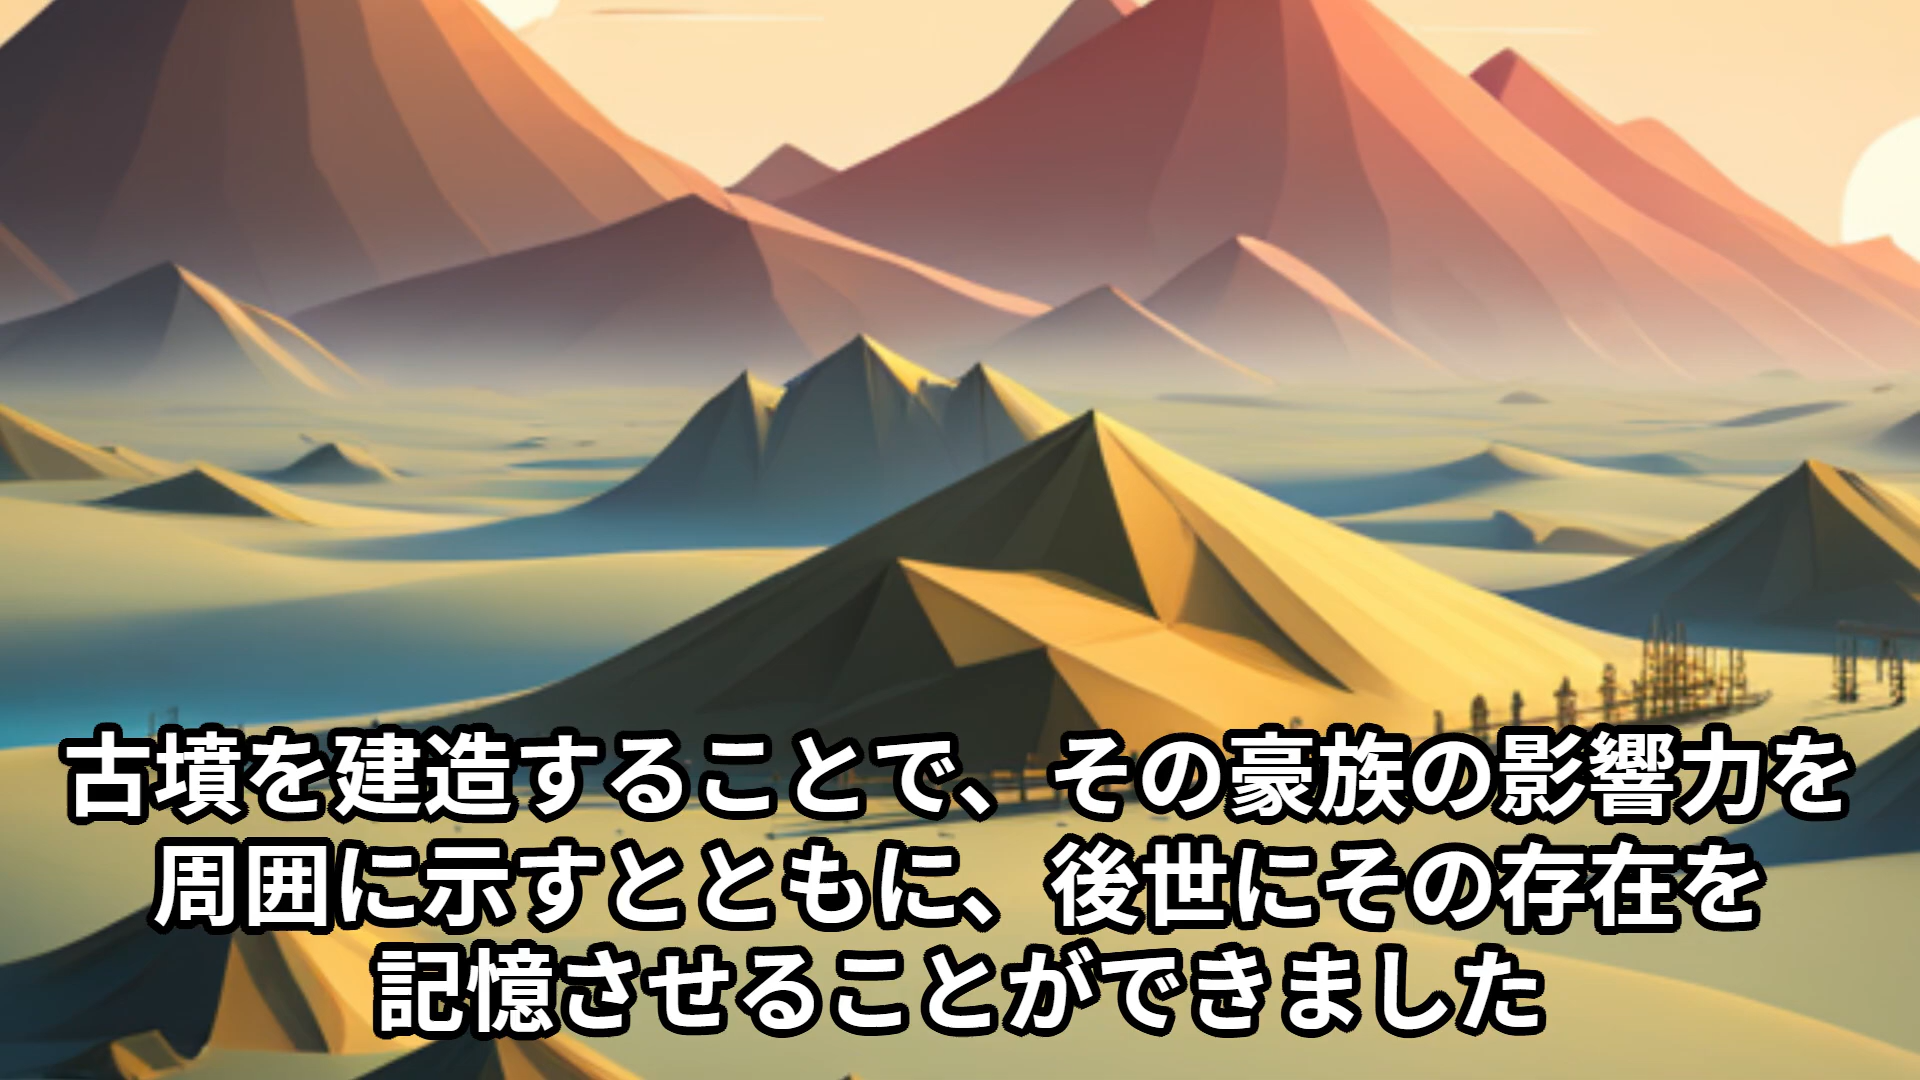 古墳を建造することで、その豪族の影響力を
周囲に示すとともに、後世にその存在を
記憶させることができました